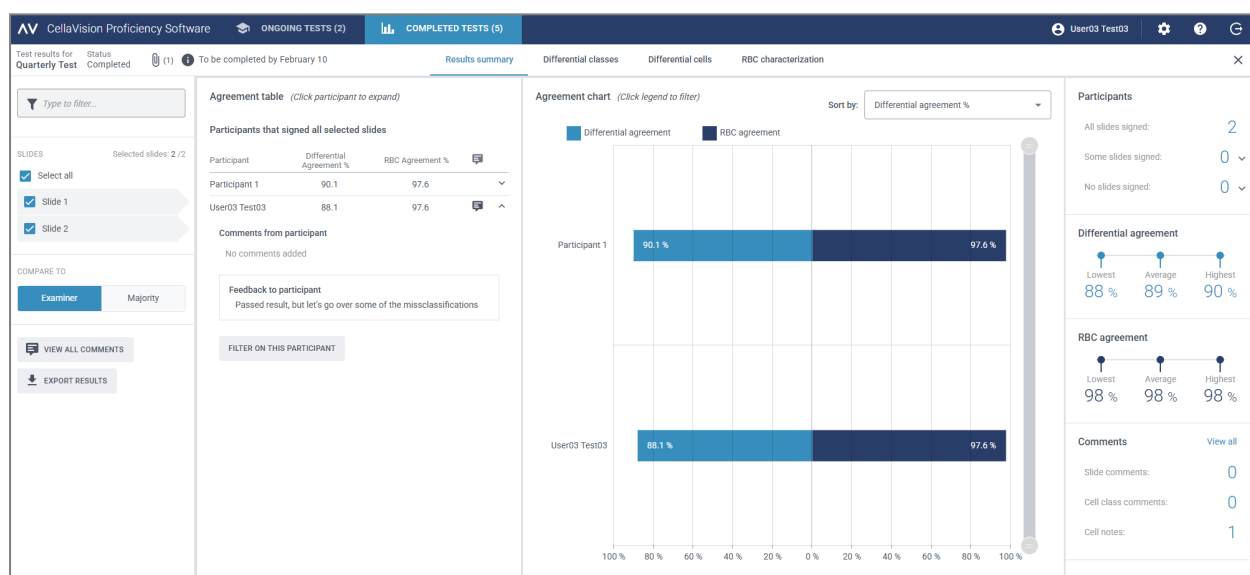 CellaVision Proficiency Software
ONGOING TESTS (2)
COMPLETED TESTS (5)
User03 Test03
Test results for
Quarterly Test
Status
Completed
(1)
To be completed by February 10
Results summary
Differential classes
Differential cells
RBC characterization
Type to filter...
SLIDES
Selected slides: 2 /2
Select all
Slide 1
Slide 2
COMPARE TO
Examiner
Majority
VIEW ALL COMMENTS
EXPORT RESULTS
Agreement table (Click participant to expand)
Participants that signed all selected slides
Participant
Differential
Agreement %
RBC Agreement %
Participant 1 90.1 97.6
User03 Test03 88.1 97.6
Comments from participant
No comments added
Feedback to participant
Passed result, but let's go over some of the missclassifications
FILTER ON THIS PARTICIPANT
Agreement chart (Click legend to filter)
Sort by:
Differential agreement %
Differential agreement
RBC agreement
Participant 1
90.1 %
97.6 %
User03 Test03
88.1 %
97.6 %
100 % 80 % 60 % 40 % 20 % 0 % 20 % 40 % 60 % 80 % 100 %
Participants
All slides signed: 2
Some slides signed: 0
No slides signed: 0
Differential agreement
Lowest Average Highest
88 % 89 % 90 %
RBC agreement
Lowest Average Highest
98 % 98 % 98 %
Comments
View all
Slide comments: 0
Cell class comments: 0
Cell notes: 1